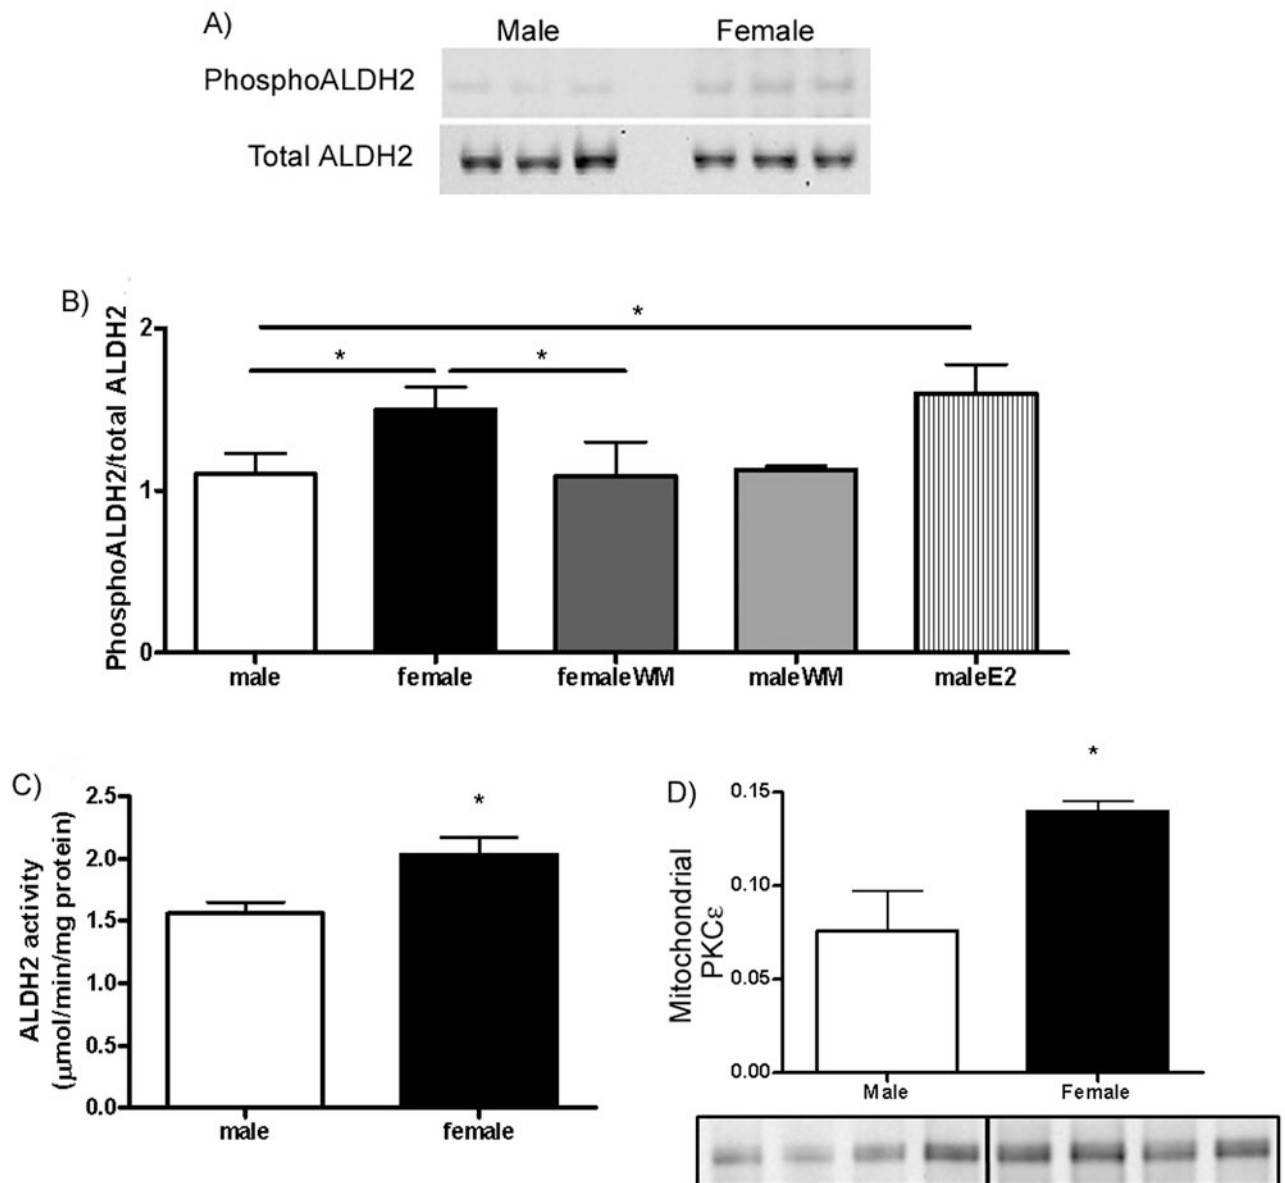 A)
Male Female
PhosphoALDH2
Total ALDH2
B)
PhosphoALDH2/total ALDH2
2
1
0
*
* *
male female femaleWM maleWM maleE2
C)
ALDH2 activity
(μmol/min/mg protein)
2.5
2.0
1.5
1.0
0.5
0.0
*
male female
D)
Mitochondrial
PKCε
0.15
0.10
0.05
0.00
*
Male Female